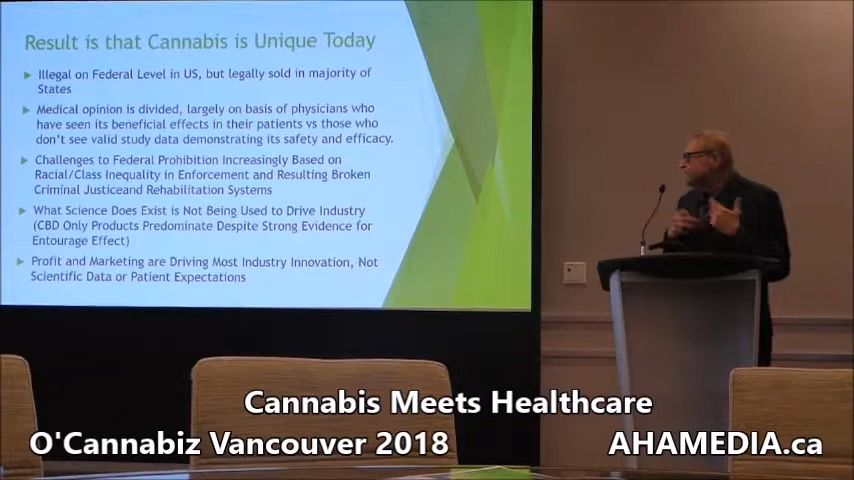 Result is that Cannabis is Unique Today
Illegal on Federal Level in US, but legally sold in majority of
States
Medical opinion is divided, largely on basis of physicians who
have seen its beneficial effects in their patients vs those who
don't see valid study data demonstrating its safety and efficacy.
Challenges to Federal Prohibition Increasingly Based on
Racial/Class Inequality in Enforcement and Resulting Broken
Criminal Justiceand Rehabilitation Systems
What Science Does Exist is Not Being Used to Drive Industry
(CBD Only Products Predominate Despite Strong Evidence for
Entourage Effect)
Profit and Marketing are Driving Most Industry Innovation, Not
Scientific Data or Patient Expectations
Cannabis Meets Healthcare
O'Cannabiz Vancouver 2018
AHAMEDIA.ca